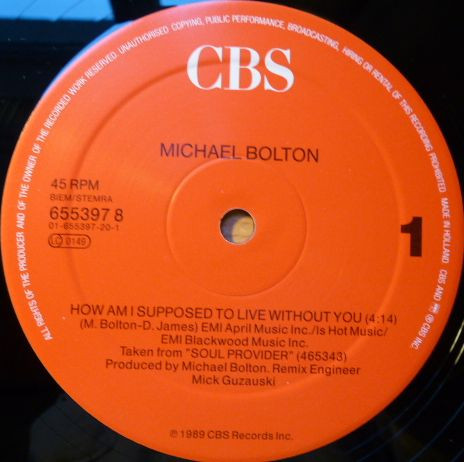 ALL RIGHTS OF THE PRODUCER AND OF THE OWNER OF THE RECORDED WORK RESERVED. UNAUTHORISED COPYING, PUBLIC PERFORMANCE, BROADCASTING, HIRING OR RENTAL OF THIS RECORD PROHIBITED MADE IN HOLLAND. CBS AND ARE ® CBS INC.
CBS
MICHAEL BOLTON
45 RPM
BIEM/STEMRA
655397 8
01-655397-20-1
LC 0149
1
HOW AM I SUPPOSED TO LIVE WITHOUT YOU (4:14)
(M. Bolton-D. James) EMI April Music Inc./Is Hot Music/
EMI Blackwood Music Inc.
Taken from "SOUL PROVIDER" (465343)
Produced by Michael Bolton. Remix Engineer
Mick Guzauski
℗ 1989 CBS Records Inc.